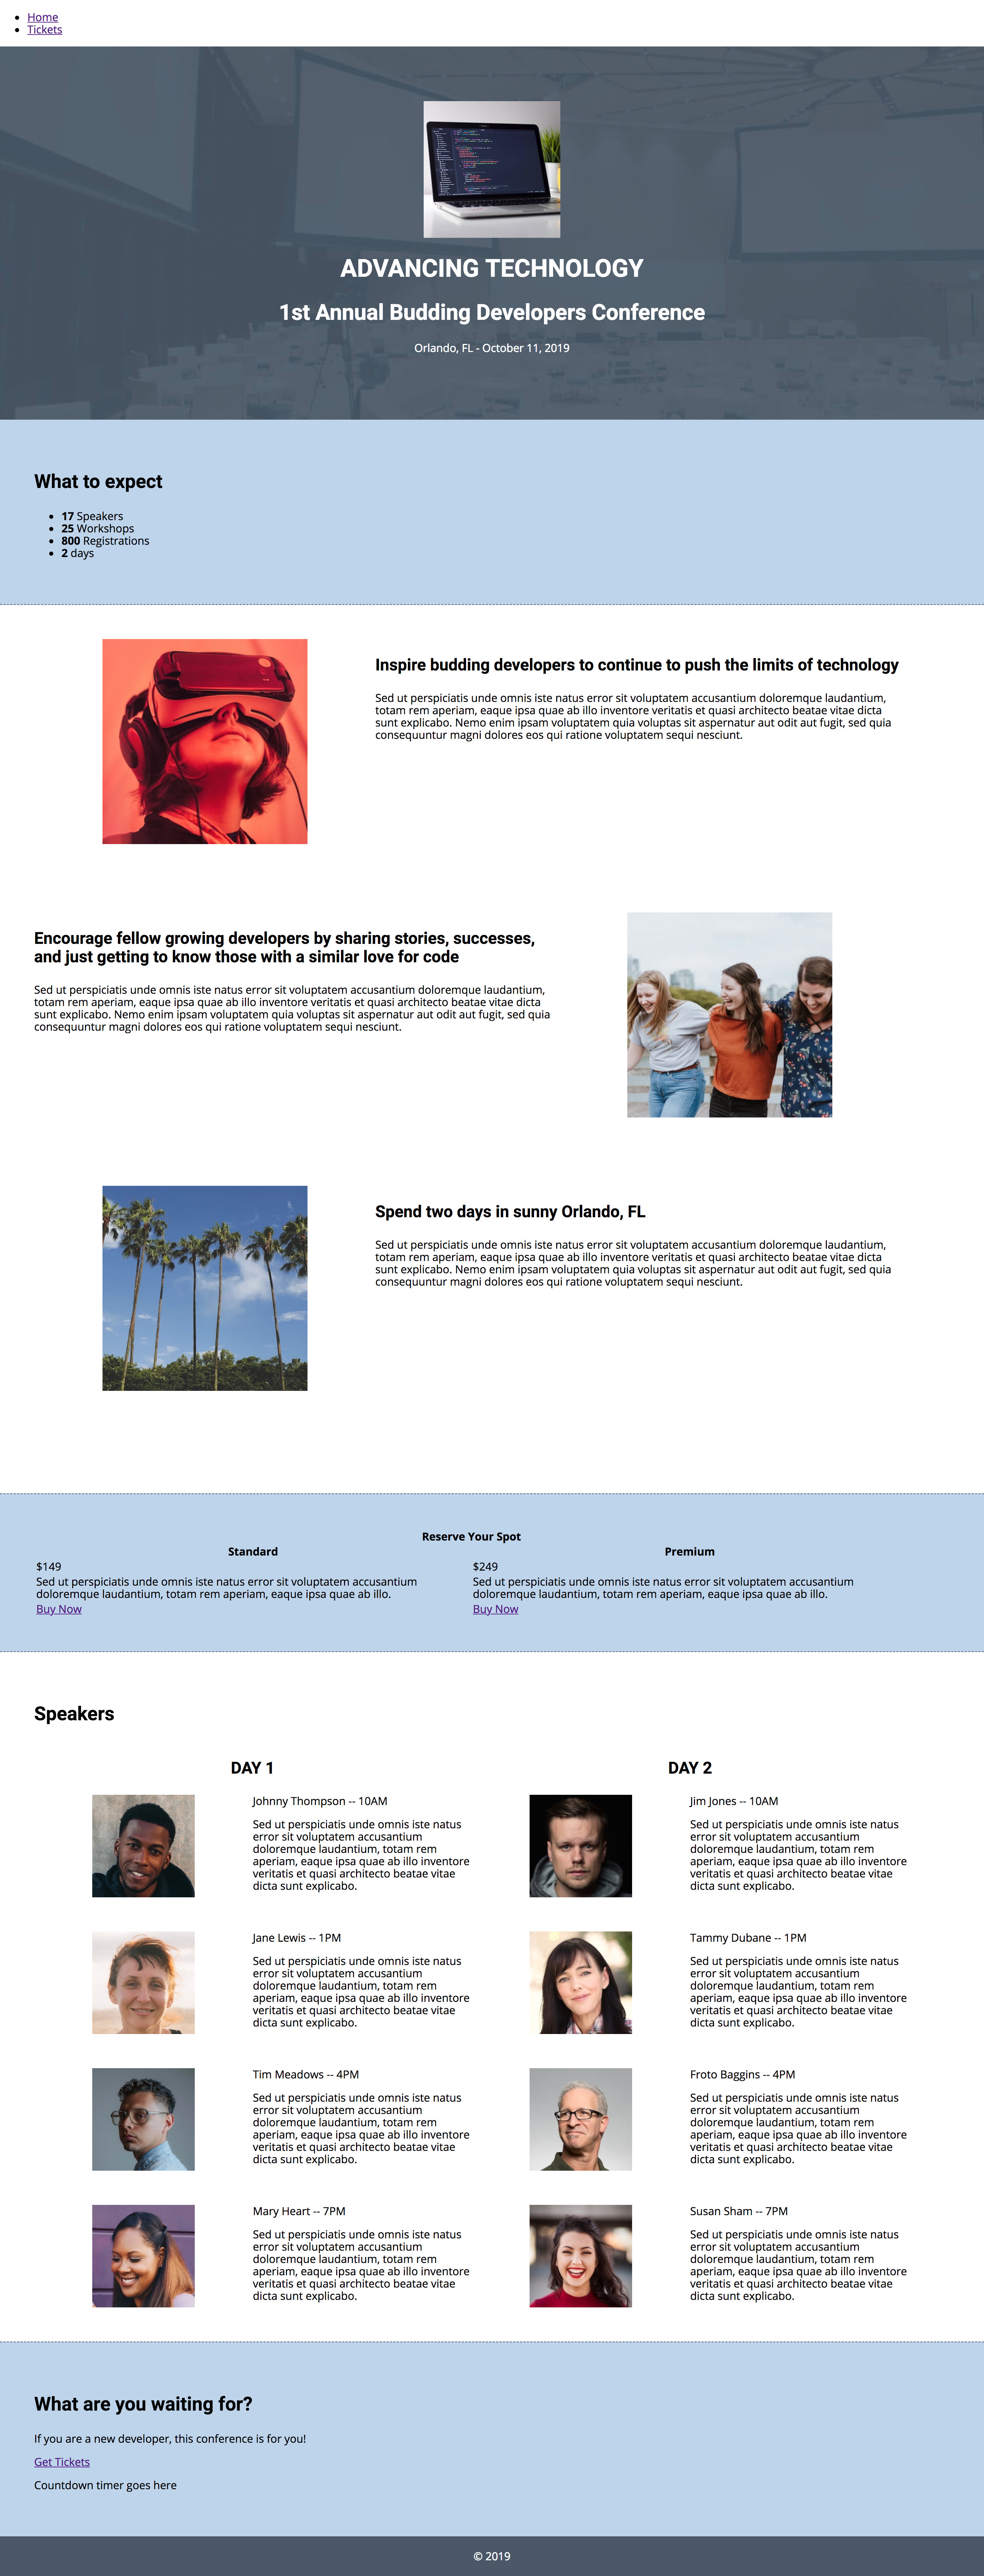 Home
Tickets
ADVANCING TECHNOLOGY
1st Annual Budding Developers Conference
Orlando, FL - October 11, 2019
What to expect
17 Speakers
25 Workshops
800 Registrations
2 days
Inspire budding developers to continue to push the limits of technology
Sed ut perspiciatis unde omnis iste natus error sit voluptatem accusantium doloremque laudantium,
totam rem aperiam, eaque ipsa quae ab illo inventore veritatis et quasi architecto beatae vitae dicta
sunt explicabo. Nemo enim ipsam voluptatem quia voluptas sit aspernatur aut odit aut fugit, sed quia
consequuntur magni dolores eos qui ratione voluptatem sequi nesciunt.
Encourage fellow growing developers by sharing stories, successes,
and just getting to know those with a similar love for code
Sed ut perspiciatis unde omnis iste natus error sit voluptatem accusantium doloremque laudantium,
totam rem aperiam, eaque ipsa quae ab illo inventore veritatis et quasi architecto beatae vitae dicta
sunt explicabo. Nemo enim ipsam voluptatem quia voluptas sit aspernatur aut odit aut fugit, sed quia
consequuntur magni dolores eos qui ratione voluptatem sequi nesciunt.
Spend two days in sunny Orlando, FL
Sed ut perspiciatis unde omnis iste natus error sit voluptatem accusantium doloremque laudantium,
totam rem aperiam, eaque ipsa quae ab illo inventore veritatis et quasi architecto beatae vitae dicta
sunt explicabo. Nemo enim ipsam voluptatem quia voluptas sit aspernatur aut odit aut fugit, sed quia
consequuntur magni dolores eos qui ratione voluptatem sequi nesciunt.
Reserve Your Spot
Standard
$149
Sed ut perspiciatis unde omnis iste natus error sit voluptatem accusantium
doloremque laudantium, totam rem aperiam, eaque ipsa quae ab illo.
Buy Now
Premium
$249
Sed ut perspiciatis unde omnis iste natus error sit voluptatem accusantium
doloremque laudantium, totam rem aperiam, eaque ipsa quae ab illo.
Buy Now
Speakers
DAY 1
Johnny Thompson -- 10AM
Sed ut perspiciatis unde omnis iste natus
error sit voluptatem accusantium
doloremque laudantium, totam rem
aperiam, eaque ipsa quae ab illo inventore
veritatis et quasi architecto beatae vitae
dicta sunt explicabo.
Jane Lewis -- 1PM
Sed ut perspiciatis unde omnis iste natus
error sit voluptatem accusantium
doloremque laudantium, totam rem
aperiam, eaque ipsa quae ab illo inventore
veritatis et quasi architecto beatae vitae
dicta sunt explicabo.
Tim Meadows -- 4PM
Sed ut perspiciatis unde omnis iste natus
error sit voluptatem accusantium
doloremque laudantium, totam rem
aperiam, eaque ipsa quae ab illo inventore
veritatis et quasi architecto beatae vitae
dicta sunt explicabo.
Mary Heart -- 7PM
Sed ut perspiciatis unde omnis iste natus
error sit voluptatem accusantium
doloremque laudantium, totam rem
aperiam, eaque ipsa quae ab illo inventore
veritatis et quasi architecto beatae vitae
dicta sunt explicabo.
DAY 2
Jim Jones -- 10AM
Sed ut perspiciatis unde omnis iste natus
error sit voluptatem accusantium
doloremque laudantium, totam rem
aperiam, eaque ipsa quae ab illo inventore
veritatis et quasi architecto beatae vitae
dicta sunt explicabo.
Tammy Dubane -- 1PM
Sed ut perspiciatis unde omnis iste natus
error sit voluptatem accusantium
doloremque laudantium, totam rem
aperiam, eaque ipsa quae ab illo inventore
veritatis et quasi architecto beatae vitae
dicta sunt explicabo.
Froto Baggins -- 4PM
Sed ut perspiciatis unde omnis iste natus
error sit voluptatem accusantium
doloremque laudantium, totam rem
aperiam, eaque ipsa quae ab illo inventore
veritatis et quasi architecto beatae vitae
dicta sunt explicabo.
Susan Sham -- 7PM
Sed ut perspiciatis unde omnis iste natus
error sit voluptatem accusantium
doloremque laudantium, totam rem
aperiam, eaque ipsa quae ab illo inventore
veritatis et quasi architecto beatae vitae
dicta sunt explicabo.
What are you waiting for?
If you are a new developer, this conference is for you!
Get Tickets
Countdown timer goes here
© 2019